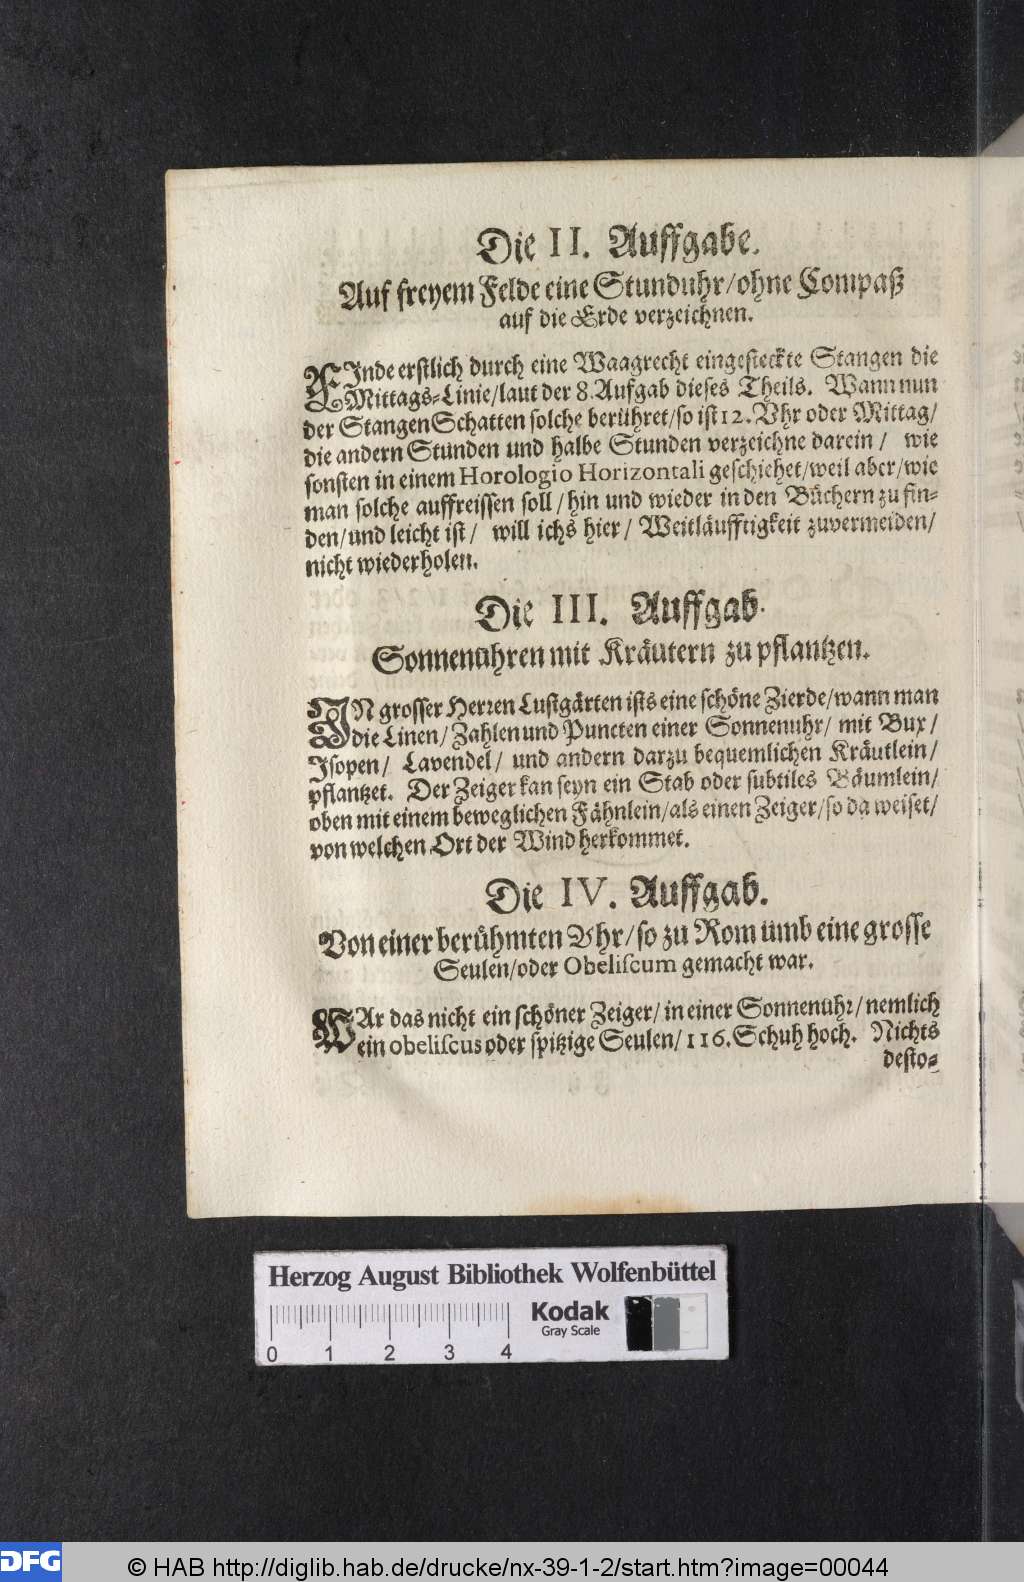 Die II. Auffgabe.
Auf freyem Felde eine Stunduhr/ohne Compaß
auf die Erde verzeichnen.
FInde erstlich durch eine Waagrecht eingesteckte Stangen die
Mittags-Linie/laut der 8. Aufgab dieses Theils. Wann nun
der Stangen Schatten solche berühret/so ist 12. Vhr oder Mittag/
die andern Stunden und halbe Stunden verzeichne darein/ wie
sonsten in einem Horologio Horizontali geschiehet/weil aber/wie
man solche auffreissen soll/hin und wieder in den Büchern zu fin-
den/und leicht ist/ will ichs hier/ Weitläufftigkeit zuvermeiden/
nicht wiederholen.
Die III. Auffgab.
Sonnenuhren mit Kräutern zu pflantzen.
IN grosser Herren Lustgärten ists eine schöne Zierde/wann man
die Linen/Zahlen und Puncten einer Sonnenuhr/ mit Bux/
Isopen/ Lavendel/ und andern darzu bequemlichen Kräutlein/
pflantzet. Der Zeiger kan seyn ein Stab oder subtiles Bäumlein/
oben mit einem beweglichen Fähnlein/als einen Zeiger/so da weiset/
von welchen Ort der Wind herkommet.
Die IV. Auffgab.
Von einer berühmten Vhr/so zu Rom umb eine grosse
Seulen/oder Obeliscum gemacht war.
WAr das nicht ein schöner Zeiger/in einer Sonnenuhr/nemlich
ein obeliscus oder spitzige Seulen/116. Schuh hoch. Nichts
desto-
Herzog August Bibliothek Wolfenbüttel
Kodak
Gray Scale
0 1 2 3 4
DFG
© HAB http://diglib.hab.de/drucke/nx-39-1-2/start.htm?image=00044